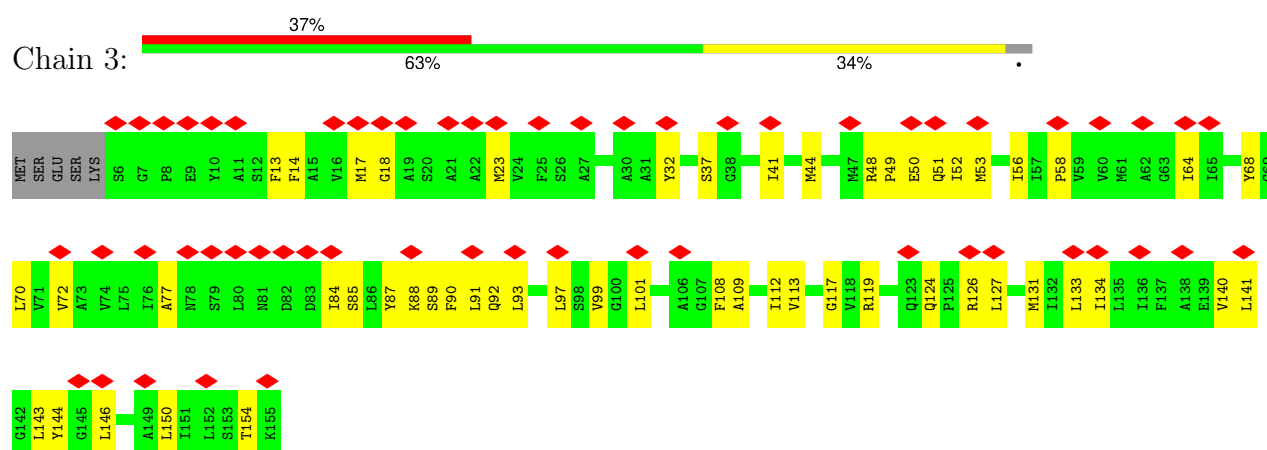 37%
Chain 3:
63% 34% •
MET SER GLU SER LYS S6 G7 P8 E9 Y10 A11 S12 F13 F14 A15 V16 M17 G18 A19 S20 A21 A22 M23 V24 F25 S26 A27 A30 A31 Y32 S37 G38 I41 M44 M47 R48 P49 E50 Q51 I52 M53 I56 I57 P58 V59 V60 M61 A62 G63 I64 I65 Y68
L70 V71 V72 A73 V74 L75 I76 A77 N78 S79 L80 N81 D82 D83 I84 S85 L86 Y87 K88 S89 F90 L91 Q92 L93 L97 S98 V99 G100 L101 A106 G107 F108 A109 I112 V113 G117 V118 R119 Q123 Q124 P125 R126 L127 M131 I132 L133 I134 L135 I136 F137 A138 E139 V140 L141
G142 L143 Y144 G145 L146 A149 L150 I151 L152 S153 T154 K155